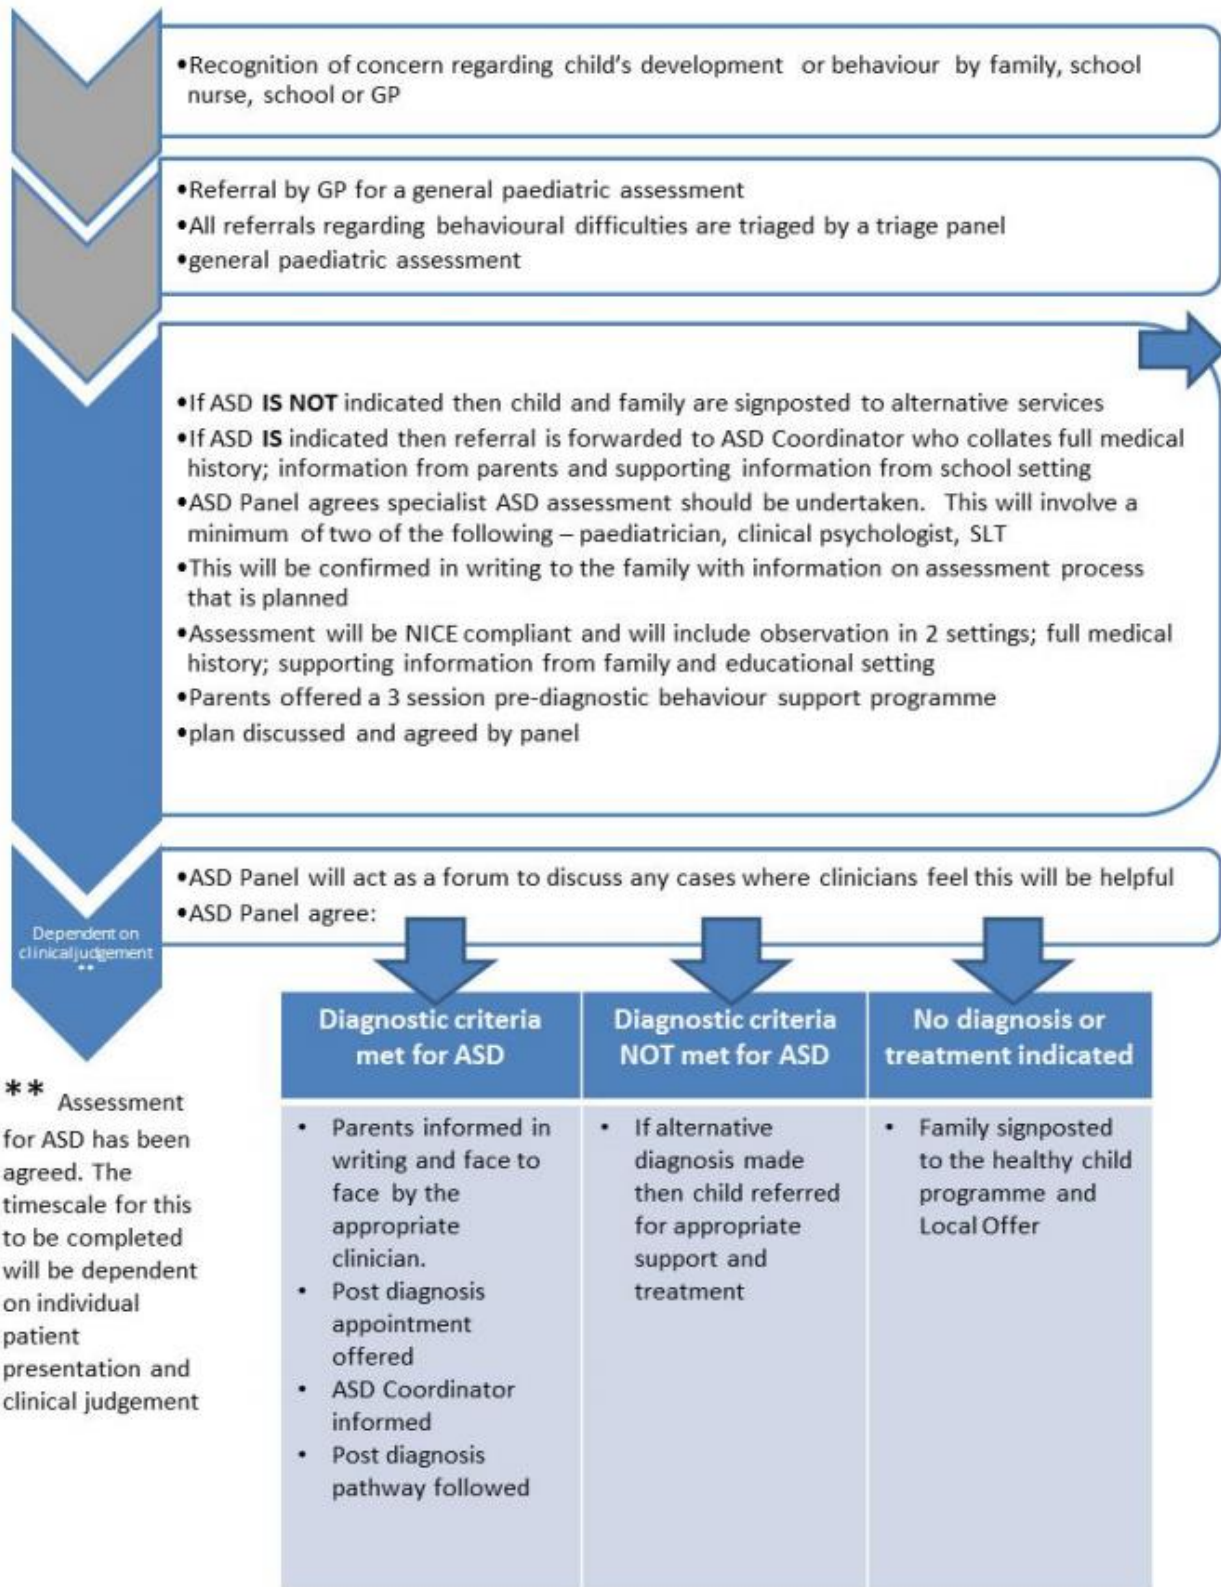 •Recognition of concern regarding child's development or behaviour by family, school
nurse, school or GP
•Referral by GP for a general paediatric assessment
•All referrals regarding behavioural difficulties are triaged by a triage panel
•general paediatric assessment
•If ASD IS NOT indicated then child and family are signposted to alternative services
•If ASD IS indicated then referral is forwarded to ASD Coordinator who collates full medical
history; information from parents and supporting information from school setting
•ASD Panel agrees specialist ASD assessment should be undertaken. This will involve a
minimum of two of the following – paediatrician, clinical psychologist, SLT
•This will be confirmed in writing to the family with information on assessment process
that is planned
•Assessment will be NICE compliant and will include observation in 2 settings; full medical
history; supporting information from family and educational setting
•Parents offered a 3 session pre-diagnostic behaviour support programme
•plan discussed and agreed by panel
•ASD Panel will act as a forum to discuss any cases where clinicians feel this will be helpful
•ASD Panel agree:
Dependent on
clinical judgement
**
** Assessment
for ASD has been
agreed. The
timescale for this
to be completed
will be dependent
on individual
patient
presentation and
clinical judgement
Diagnostic criteria
met for ASD
• Parents informed in
writing and face to
face by the
appropriate
clinician.
• Post diagnosis
appointment
offered
• ASD Coordinator
informed
• Post diagnosis
pathway followed
Diagnostic criteria
NOT met for ASD
• If alternative
diagnosis made
then child referred
for appropriate
support and
treatment
No diagnosis or
treatment indicated
• Family signposted
to the healthy child
programme and
Local Offer